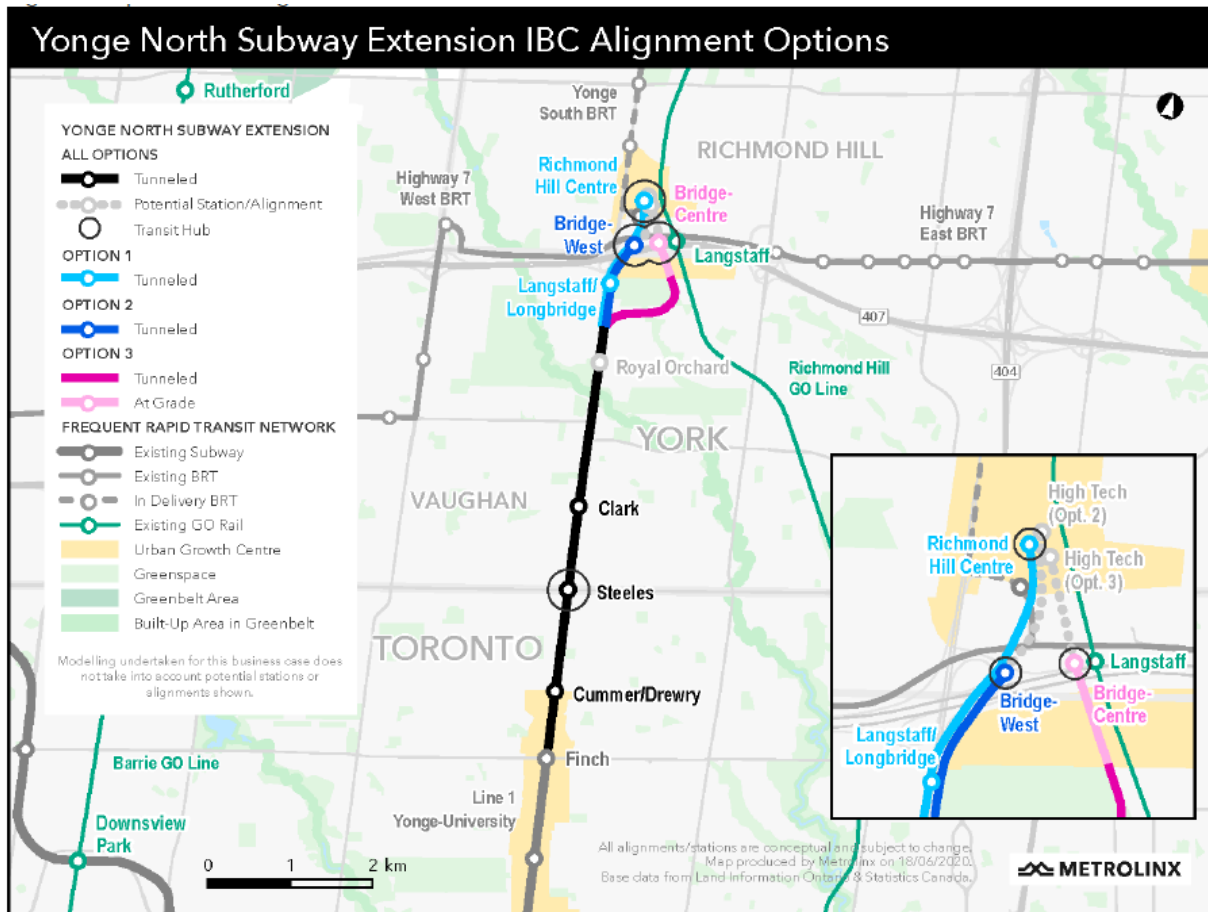 Yonge North Subway Extension IBC Alignment Options
Rutherford
YONGE NORTH SUBWAY EXTENSION
ALL OPTIONS
Tunneled
Potential Station/Alignment
Transit Hub
OPTION 1
Tunneled
OPTION 2
Tunneled
OPTION 3
Tunneled
At Grade
FREQUENT RAPID TRANSIT NETWORK
Existing Subway
Existing BRT
In Delivery BRT
Existing GO Rail
Urban Growth Centre
Greenspace
Greenbelt Area
Built-Up Area in Greenbelt
Modelling undertaken for this business case does
not take into account potential stations or
alignments shown.
Yonge
South BRT
RICHMOND HILL
Richmond
Hill Centre
Bridge-
Centre
Highway 7
West BRT
Highway 7
East BRT
Bridge-
West
Langstaff
Langstaff/
Longbridge
407
404
Royal Orchard
Richmond Hill
GO Line
YORK
VAUGHAN
Clark
Steeles
TORONTO
Cummer/Drewry
Finch
Line 1
Yonge-University
Barrie GO Line
Downsview
Park
0 1 2 km
High Tech
(Opt. 2)
Richmond
Hill Centre
High Tech
(Opt. 3)
Langstaff
Bridge-
West
Bridge-
Centre
Langstaff/
Longbridge
All alignments/stations are conceptual and subject to change.
Map produced by Metrolinx on 18/06/2020.
Base data from Land Information Ontario & Statistics Canada.
METROLINX